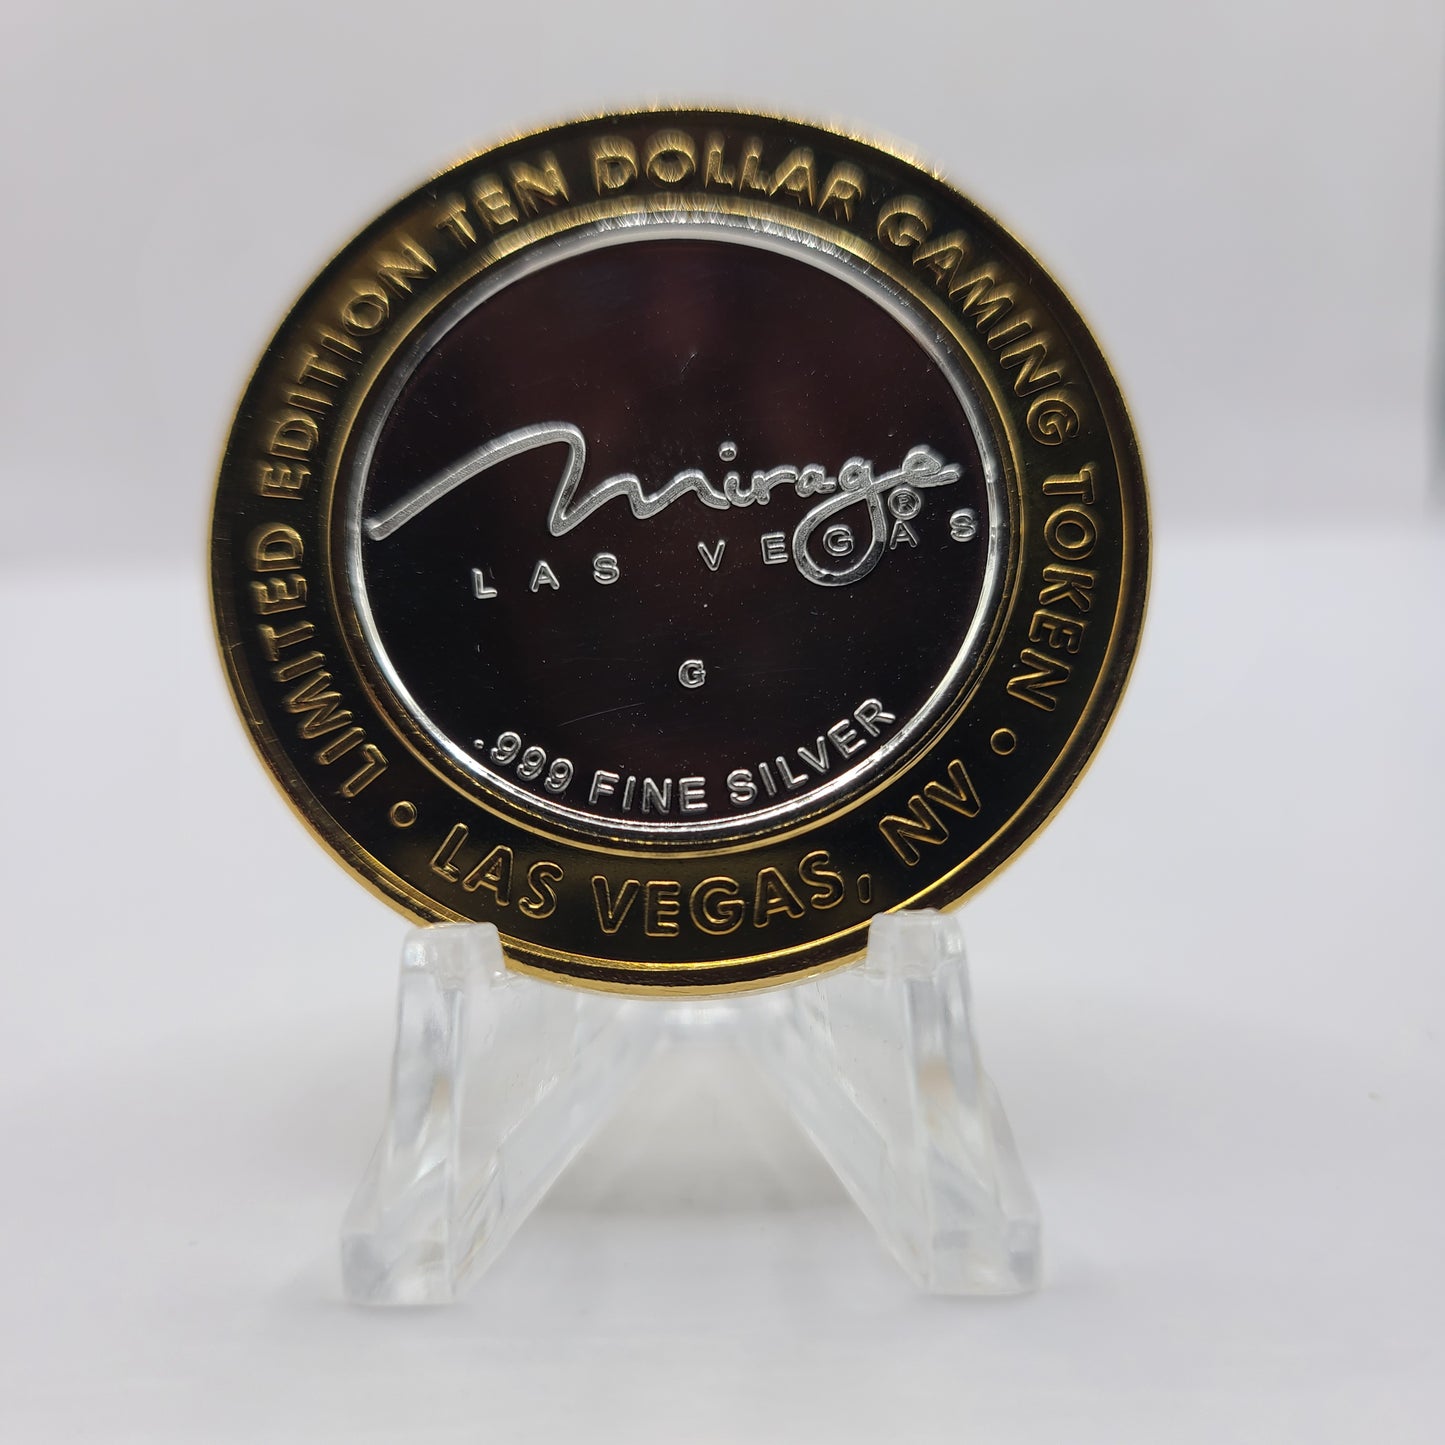 LIMITED EDITION TEN DOLLAR GAMING TOKEN
mirage®
LAS VEGAS
G
.999 FINE SILVER
• LAS VEGAS, NV •